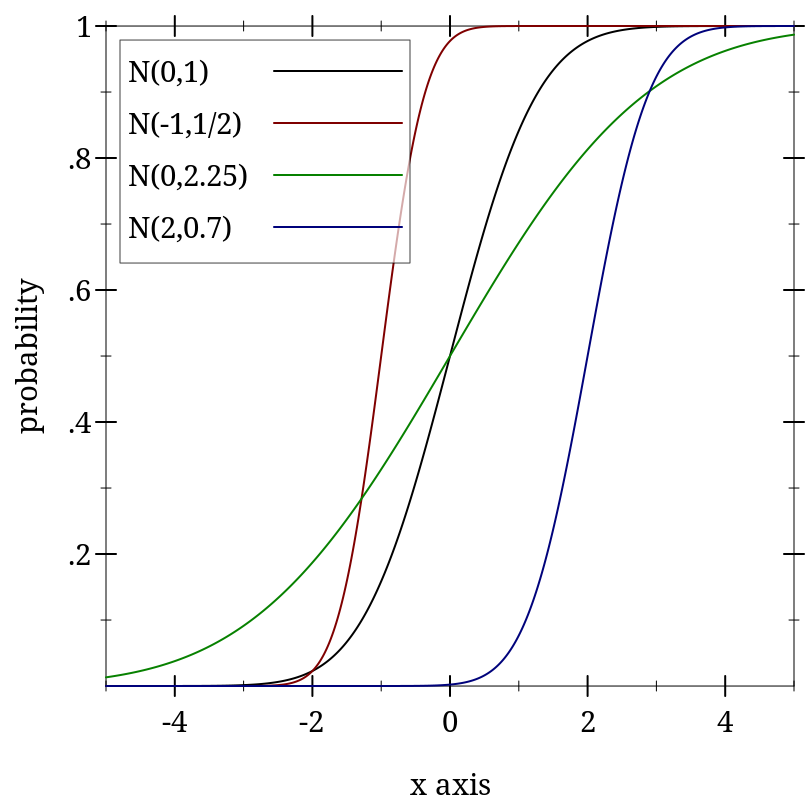 1
.8
.6
.4
.2
probability
N(0,1)
N(-1,1/2)
N(0,2.25)
N(2,0.7)
-4 -2 0 2 4
x axis